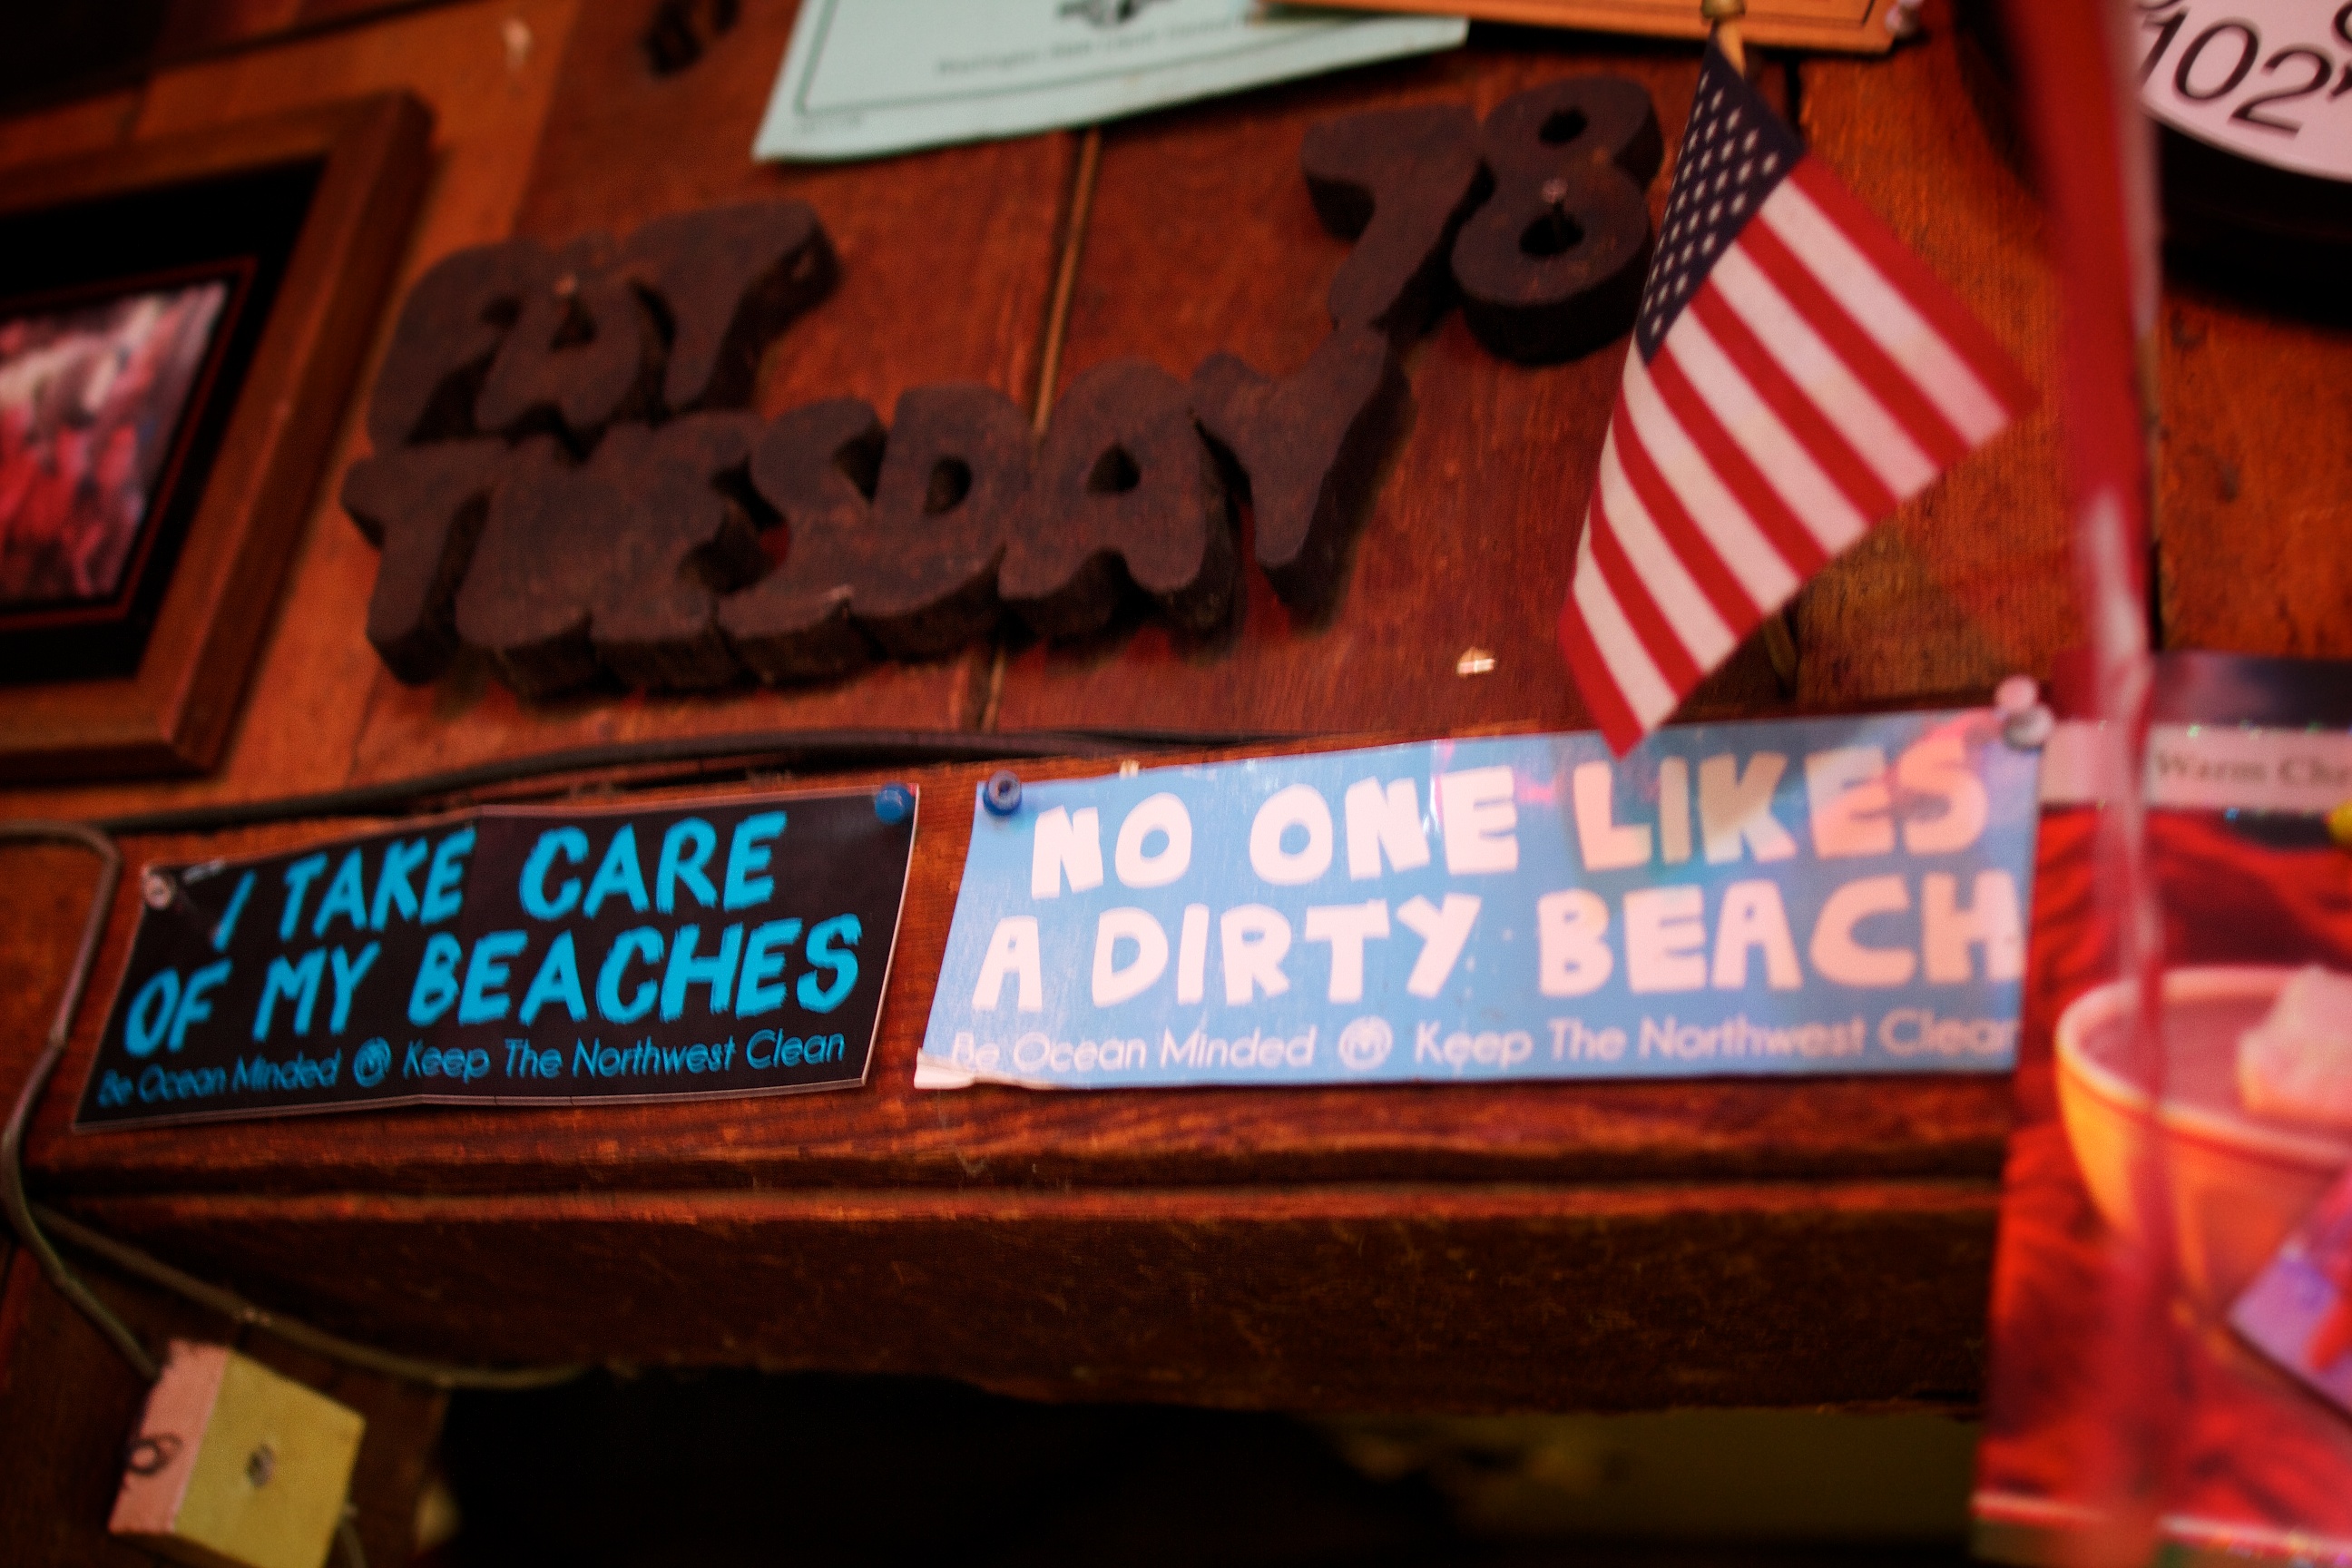 102
78
FAT
TUESDAY
I TAKE CARE
OF MY BEACHES
Be Ocean Minded Keep The Northwest Clean
NO ONE LIKES
A DIRTY BEACH
Be Ocean Minded Keep The Northwest Clean
Warm